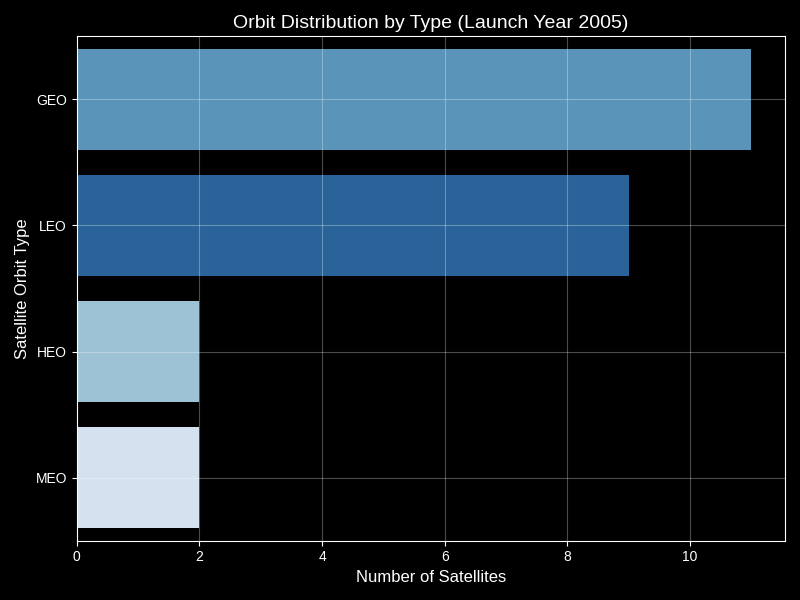 Orbit Distribution by Type (Launch Year 2005)
Satellite Orbit Type
GEO
LEO
HEO
MEO
0 2 4 6 8 10
Number of Satellites